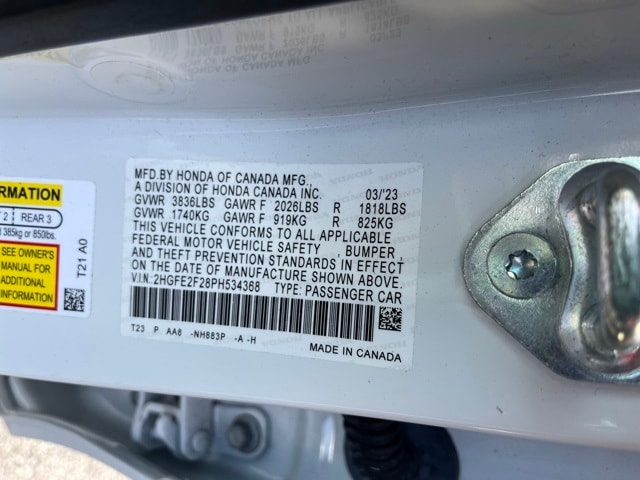 MFD.BY HONDA OF CANADA MFG.,
A DIVISION OF HONDA CANADA INC. 03/'23
GVWR 3836LBS GAWR F 2026LBS R 1818LBS
GVWR 1740KG GAWR F 919KG R 825KG
THIS VEHICLE CONFORMS TO ALL APPLICABLE
FEDERAL MOTOR VEHICLE SAFETY , BUMPER ,
AND THEFT PREVENTION STANDARDS IN EFFECT
ON THE DATE OF MANUFACTURE SHOWN ABOVE.
VIN:2HGFE2F28PH534368 TYPE: PASSENGER CAR
T23 P AA8 -NH883P -A -H
MADE IN CANADA
ORMATION
2 REAR 3
385kg or 850lbs.
SEE OWNER'S
MANUAL FOR
ADDITIONAL
INFORMATION
T21 A0